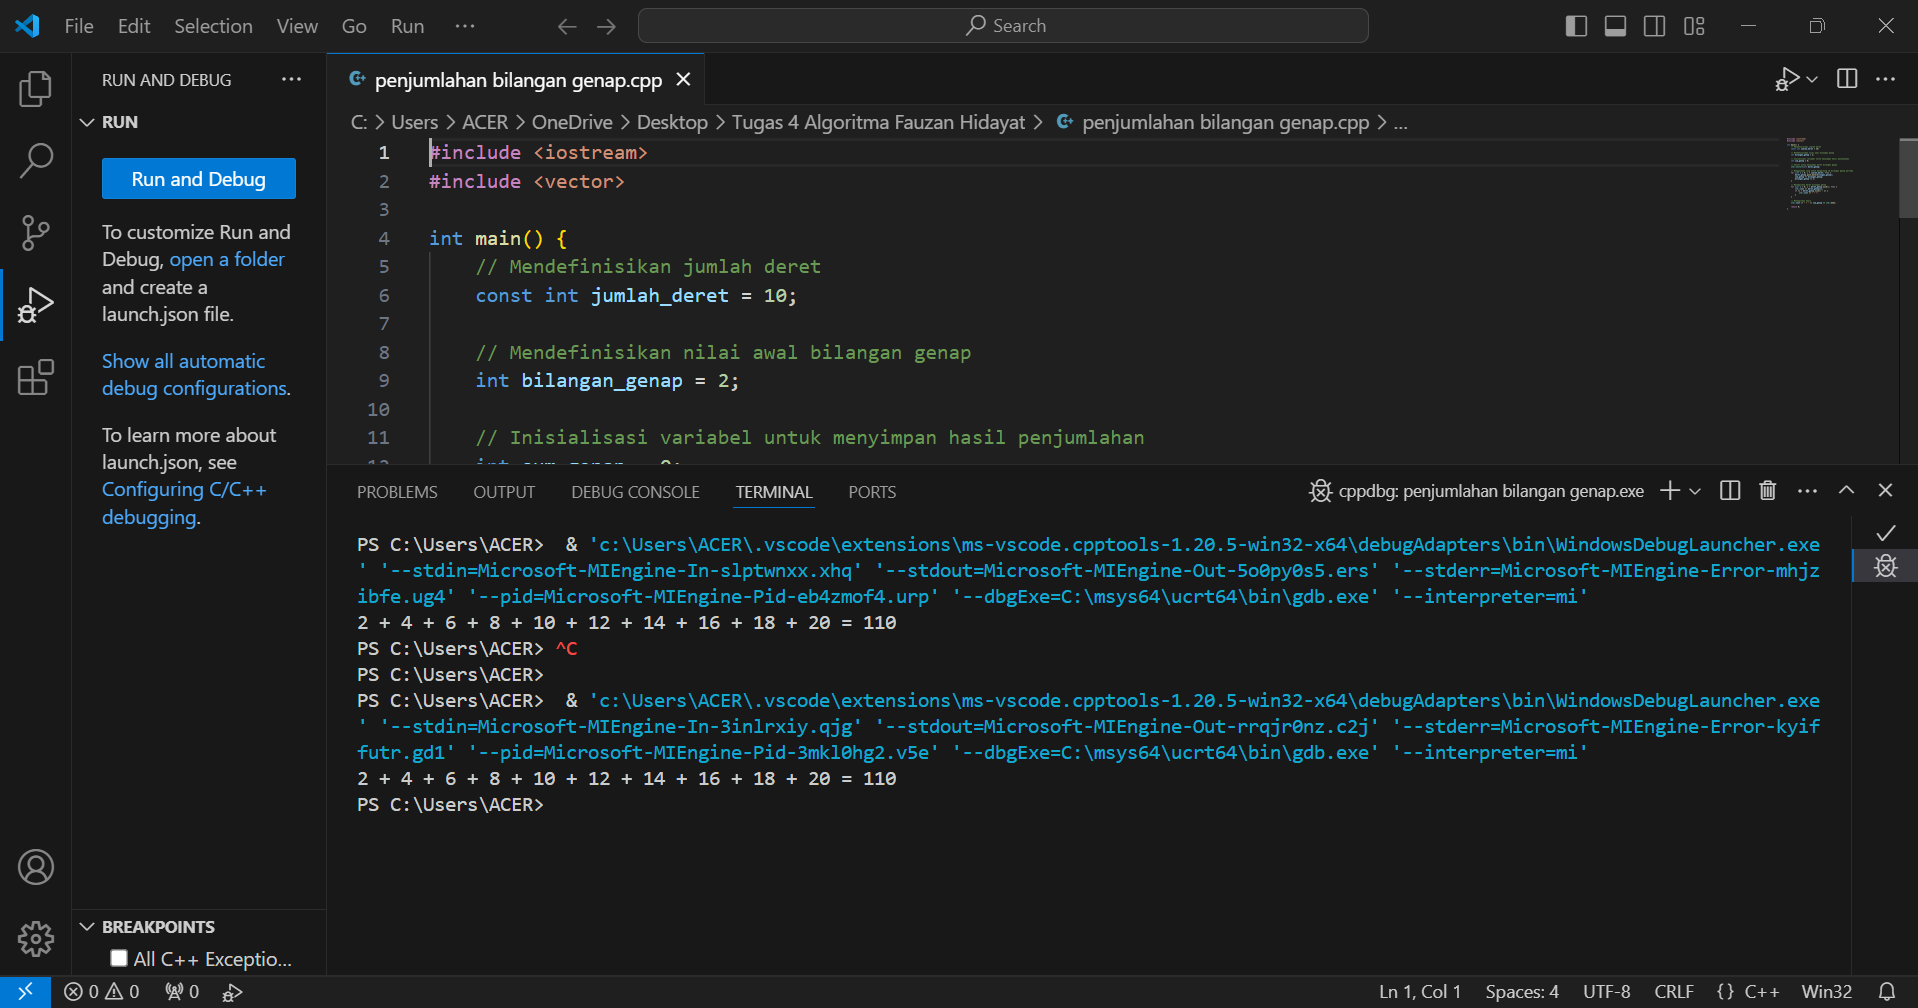 File Edit Selection View Go Run ··· Search
RUN AND DEBUG ···
RUN
Run and Debug
To customize Run and
Debug, open a folder
and create a
launch.json file.
Show all automatic
debug configurations.
To learn more about
launch.json, see
Configuring C/C++
debugging.
BREAKPOINTS
All C++ Exceptio...
penjumlahan bilangan genap.cpp
C: > Users > ACER > OneDrive > Desktop > Tugas 4 Algoritma Fauzan Hidayat > penjumlahan bilangan genap.cpp > ...
1 #include <iostream>
2 #include <vector>
3
4 int main() {
5 // Mendefinisikan jumlah deret
6 const int jumlah_deret = 10;
7
8 // Mendefinisikan nilai awal bilangan genap
9 int bilangan_genap = 2;
10
11 // Inisialisasi variabel untuk menyimpan hasil penjumlahan
PROBLEMS OUTPUT DEBUG CONSOLE TERMINAL PORTS cppdbg: penjumlahan bilangan genap.exe
PS C:\Users\ACER>  & 'c:\Users\ACER\.vscode\extensions\ms-vscode.cpptools-1.20.5-win32-x64\debugAdapters\bin\WindowsDebugLauncher.exe
' '--stdin=Microsoft-MIEngine-In-slptwnxx.xhq' '--stdout=Microsoft-MIEngine-Out-5o0py0s5.ers' '--stderr=Microsoft-MIEngine-Error-mhjz
ibfe.ug4' '--pid=Microsoft-MIEngine-Pid-eb4zmof4.urp' '--dbgExe=C:\msys64\ucrt64\bin\gdb.exe' '--interpreter=mi'
2 + 4 + 6 + 8 + 10 + 12 + 14 + 16 + 18 + 20 = 110
PS C:\Users\ACER> ^C
PS C:\Users\ACER>
PS C:\Users\ACER>  & 'c:\Users\ACER\.vscode\extensions\ms-vscode.cpptools-1.20.5-win32-x64\debugAdapters\bin\WindowsDebugLauncher.exe
' '--stdin=Microsoft-MIEngine-In-3inlrxiy.qjg' '--stdout=Microsoft-MIEngine-Out-rrqjr0nz.c2j' '--stderr=Microsoft-MIEngine-Error-kyif
futr.gd1' '--pid=Microsoft-MIEngine-Pid-3mkl0hg2.v5e' '--dbgExe=C:\msys64\ucrt64\bin\gdb.exe' '--interpreter=mi'
2 + 4 + 6 + 8 + 10 + 12 + 14 + 16 + 18 + 20 = 110
PS C:\Users\ACER>
0 0 0 Ln 1, Col 1 Spaces: 4 UTF-8 CRLF {} C++ Win32